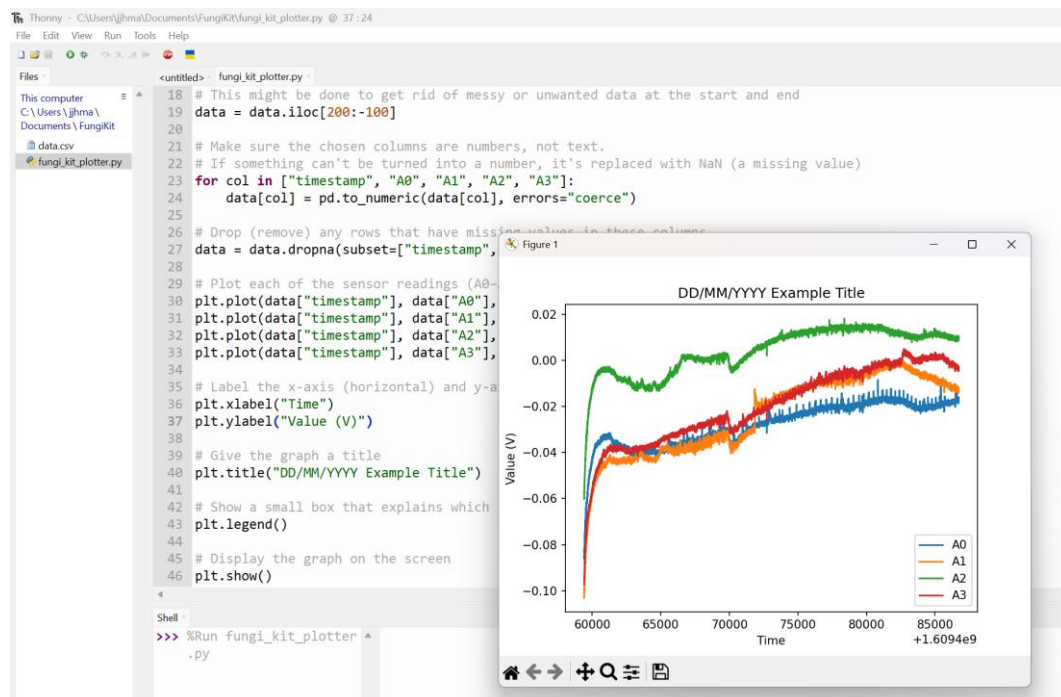 Thonny - C:\Users\jjhma\Documents\FungiKit\fungi_kit_plotter.py @ 37 : 24
File Edit View Run Tools Help
Files
This computer
C:\Users\jjhma\
Documents\FungiKit
data.csv
fungi_kit_plotter.py
<untitled> fungi_kit_plotter.py
18 # This might be done to get rid of messy or unwanted data at the start and end
19 data = data.iloc[200:-100]
20
21 # Make sure the chosen columns are numbers, not text.
22 # If something can't be turned into a number, it's replaced with NaN (a missing value)
23 for col in ["timestamp", "A0", "A1", "A2", "A3"]:
24 data[col] = pd.to_numeric(data[col], errors="coerce")
25
26 # Drop (remove) any rows that have missing values in these columns
27 data = data.dropna(subset=["timestamp",
28
29 # Plot each of the sensor readings (A0-
30 plt.plot(data["timestamp"], data["A0"],
31 plt.plot(data["timestamp"], data["A1"],
32 plt.plot(data["timestamp"], data["A2"],
33 plt.plot(data["timestamp"], data["A3"],
34
35 # Label the x-axis (horizontal) and y-a
36 plt.xlabel("Time")
37 plt.ylabel("Value (V)")
38
39 # Give the graph a title
40 plt.title("DD/MM/YYYY Example Title")
41
42 # Show a small box that explains which
43 plt.legend()
44
45 # Display the graph on the screen
46 plt.show()
Shell
>>> %Run fungi_kit_plotter
.py
Figure 1
DD/MM/YYYY Example Title
Value (V)
0.02
0.00
−0.02
−0.04
−0.06
−0.08
−0.10
A0
A1
A2
A3
60000 65000 70000 75000 80000 85000
Time
+1.6094e9